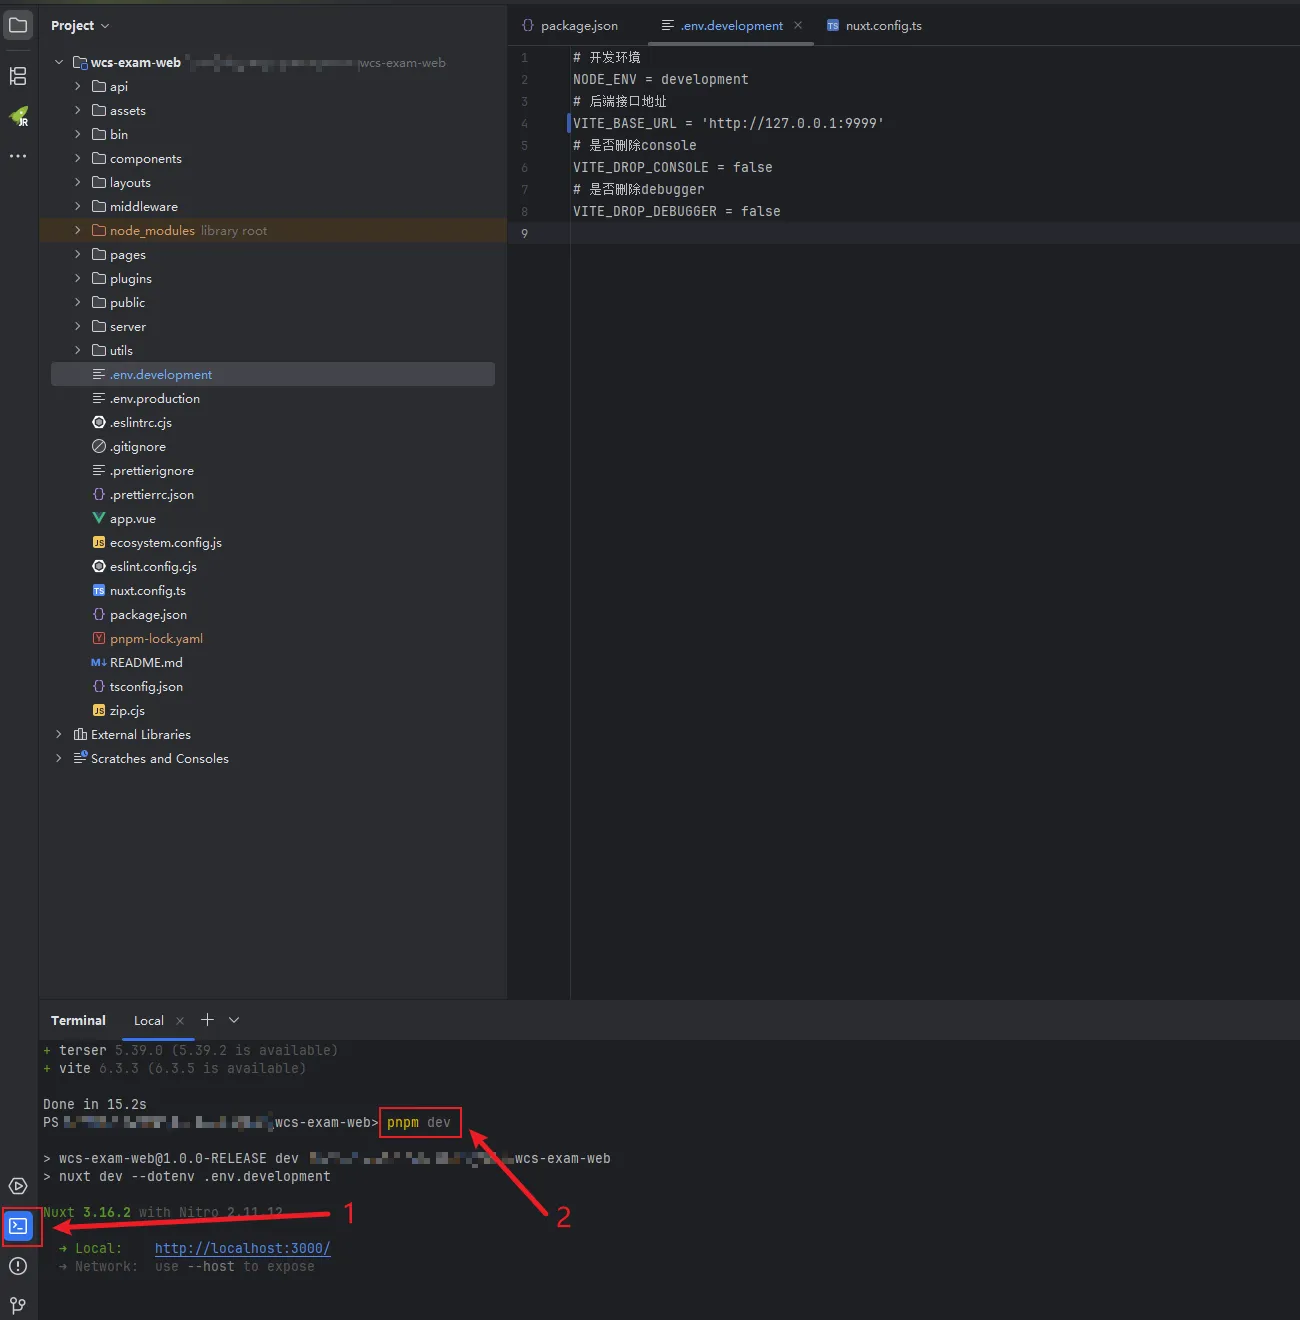 Project
wcs-exam-web wcs-exam-web
api
assets
bin
components
layouts
middleware
node_modules library root
pages
plugins
public
server
utils
.env.development
.env.production
.eslintrc.cjs
.gitignore
.prettierignore
.prettierrc.json
app.vue
ecosystem.config.js
eslint.config.cjs
nuxt.config.ts
package.json
pnpm-lock.yaml
README.md
tsconfig.json
zip.cjs
External Libraries
Scratches and Consoles
package.json .env.development nuxt.config.ts
1 # 开发环境
2 NODE_ENV = development
3 # 后端接口地址
4 VITE_BASE_URL = 'http://127.0.0.1:9999'
5 # 是否删除console
6 VITE_DROP_CONSOLE = false
7 # 是否删除debugger
8 VITE_DROP_DEBUGGER = false
9
Terminal Local
+ terser 5.39.0 (5.39.2 is available)
+ vite 6.3.3 (6.3.5 is available)
Done in 15.2s
PS wcs-exam-web> pnpm dev
> wcs-exam-web@1.0.0-RELEASE dev wcs-exam-web
> nuxt dev --dotenv .env.development
Nuxt 3.16.2 with Nitro 2.11.12
1
2
→ Local: http://localhost:3000/
→ Network: use --host to expose